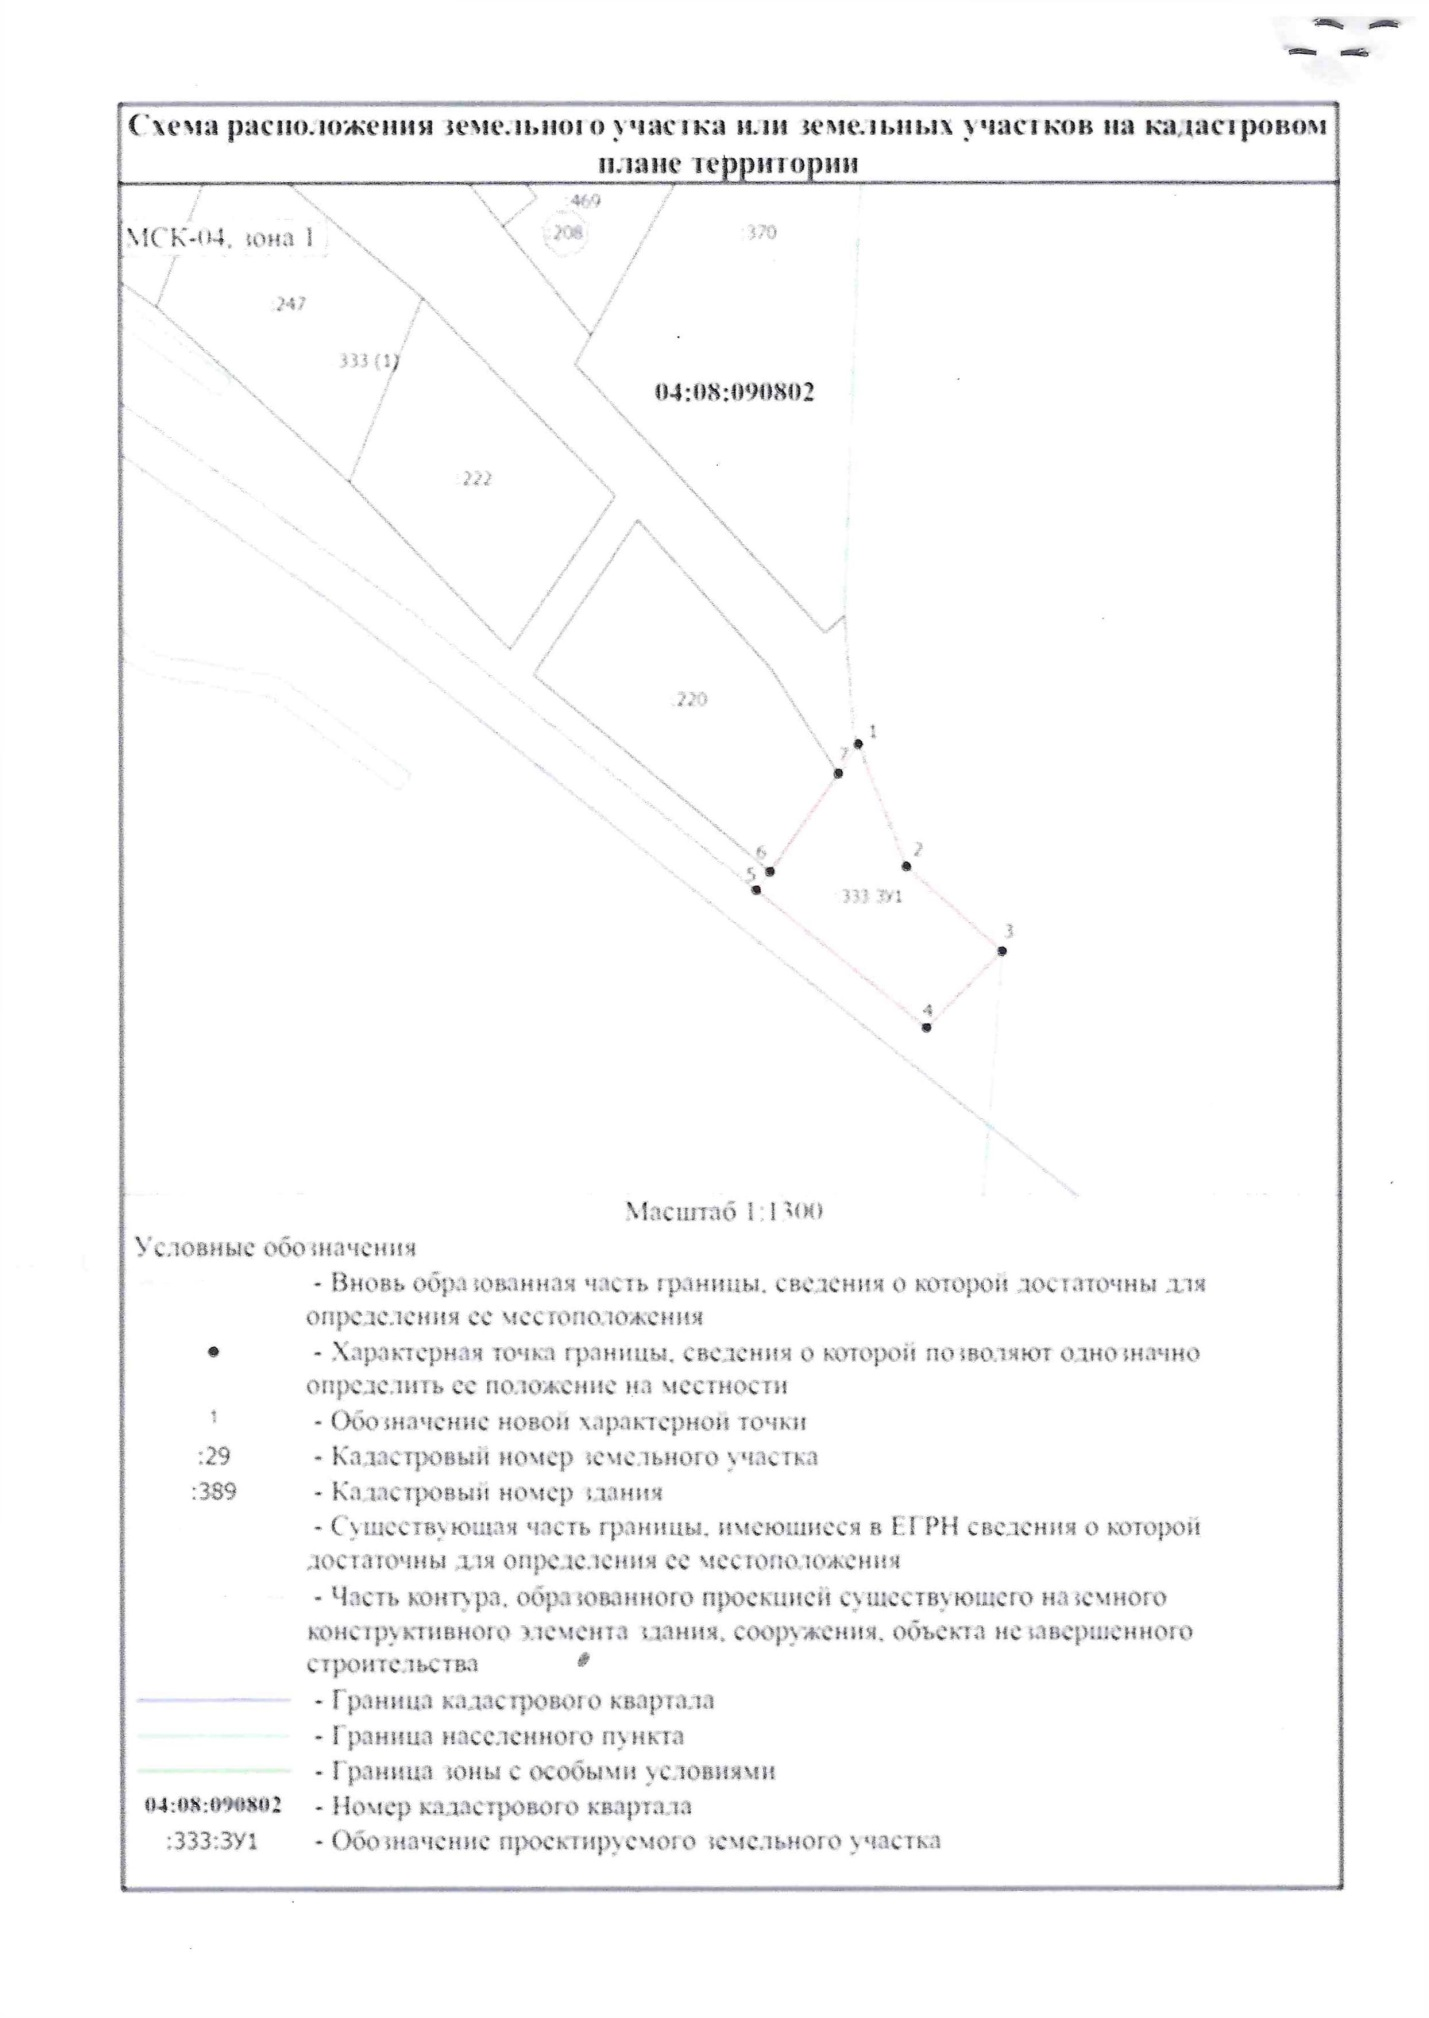 Схема расположения земельного участка или земельных участков на кадастровом
плане территории
МСК-04, зона 1
:469
:208
:370
:247
333 (1)
04:08:090802
:222
:220
1
7
2
6
5
:333:ЗУ1
3
4
Масштаб 1:1300
Условные обозначения
- Вновь образованная часть границы, сведения о которой достаточны для
определения ее местоположения
- Характерная точка границы, сведения о которой позволяют однозначно
определить ее положение на местности
1 - Обозначение новой характерной точки
:29 - Кадастровый номер земельного участка
:389 - Кадастровый номер здания
- Существующая часть границы, имеющиеся в ЕГРН сведения о которой
достаточны для определения ее местоположения
- Часть контура, образованного проекцией существующего наземного
конструктивного элемента здания, сооружения, объекта незавершенного
строительства
- Граница кадастрового квартала
- Граница населенного пункта
- Граница зоны с особыми условиями
04:08:090802 - Номер кадастрового квартала
:333:ЗУ1 - Обозначение проектируемого земельного участка